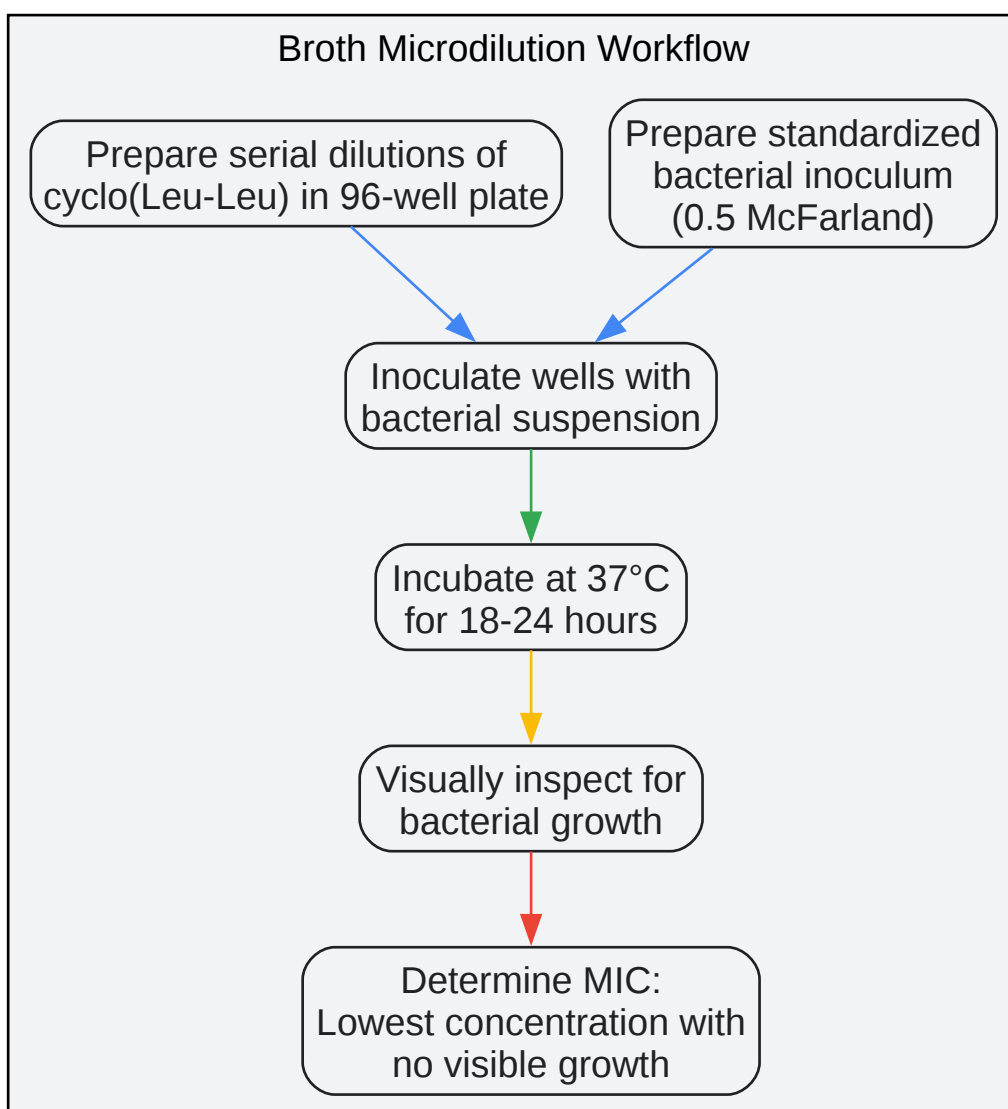 Broth Microdilution Workflow
Prepare serial dilutions of
cyclo(Leu-Leu) in 96-well plate
Prepare standardized
bacterial inoculum
(0.5 McFarland)
Inoculate wells with
bacterial suspension
Incubate at 37°C
for 18-24 hours
Visually inspect for
bacterial growth
Determine MIC:
Lowest concentration with
no visible growth